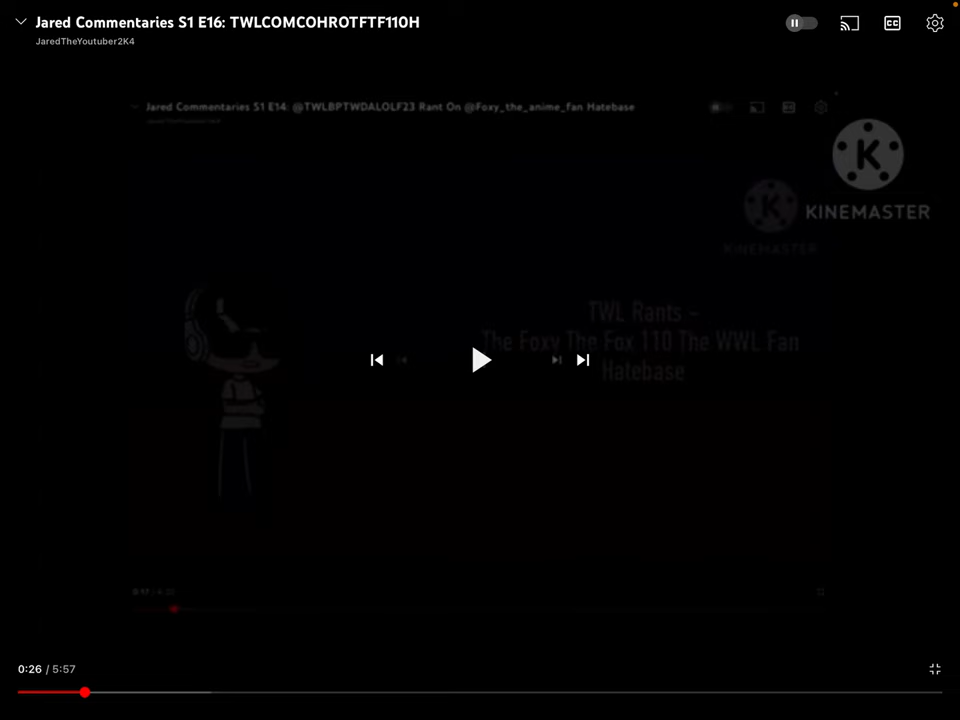 Jared Commentaries S1 E16: TWLCOMCOHROTFTF110H
JaredTheYoutuber2K4
CC
Jared Commentaries S1 E14: @TWLBPTWDALOLF23 Rant On @Foxy_the_anime_fan Hatebase
K
KINEMASTER
K
KINEMASTER
TWL Rants -
The Foxy The Fox 110 The WWL Fan
Hatebase
0:26 / 5:57